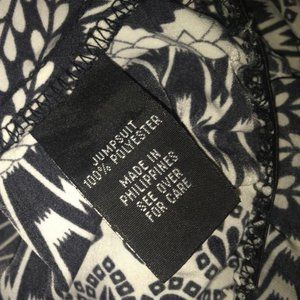 JUMPSUIT
100% POLYESTER
MADE IN
PHILIPPINES
SEE OVER
FOR CARE